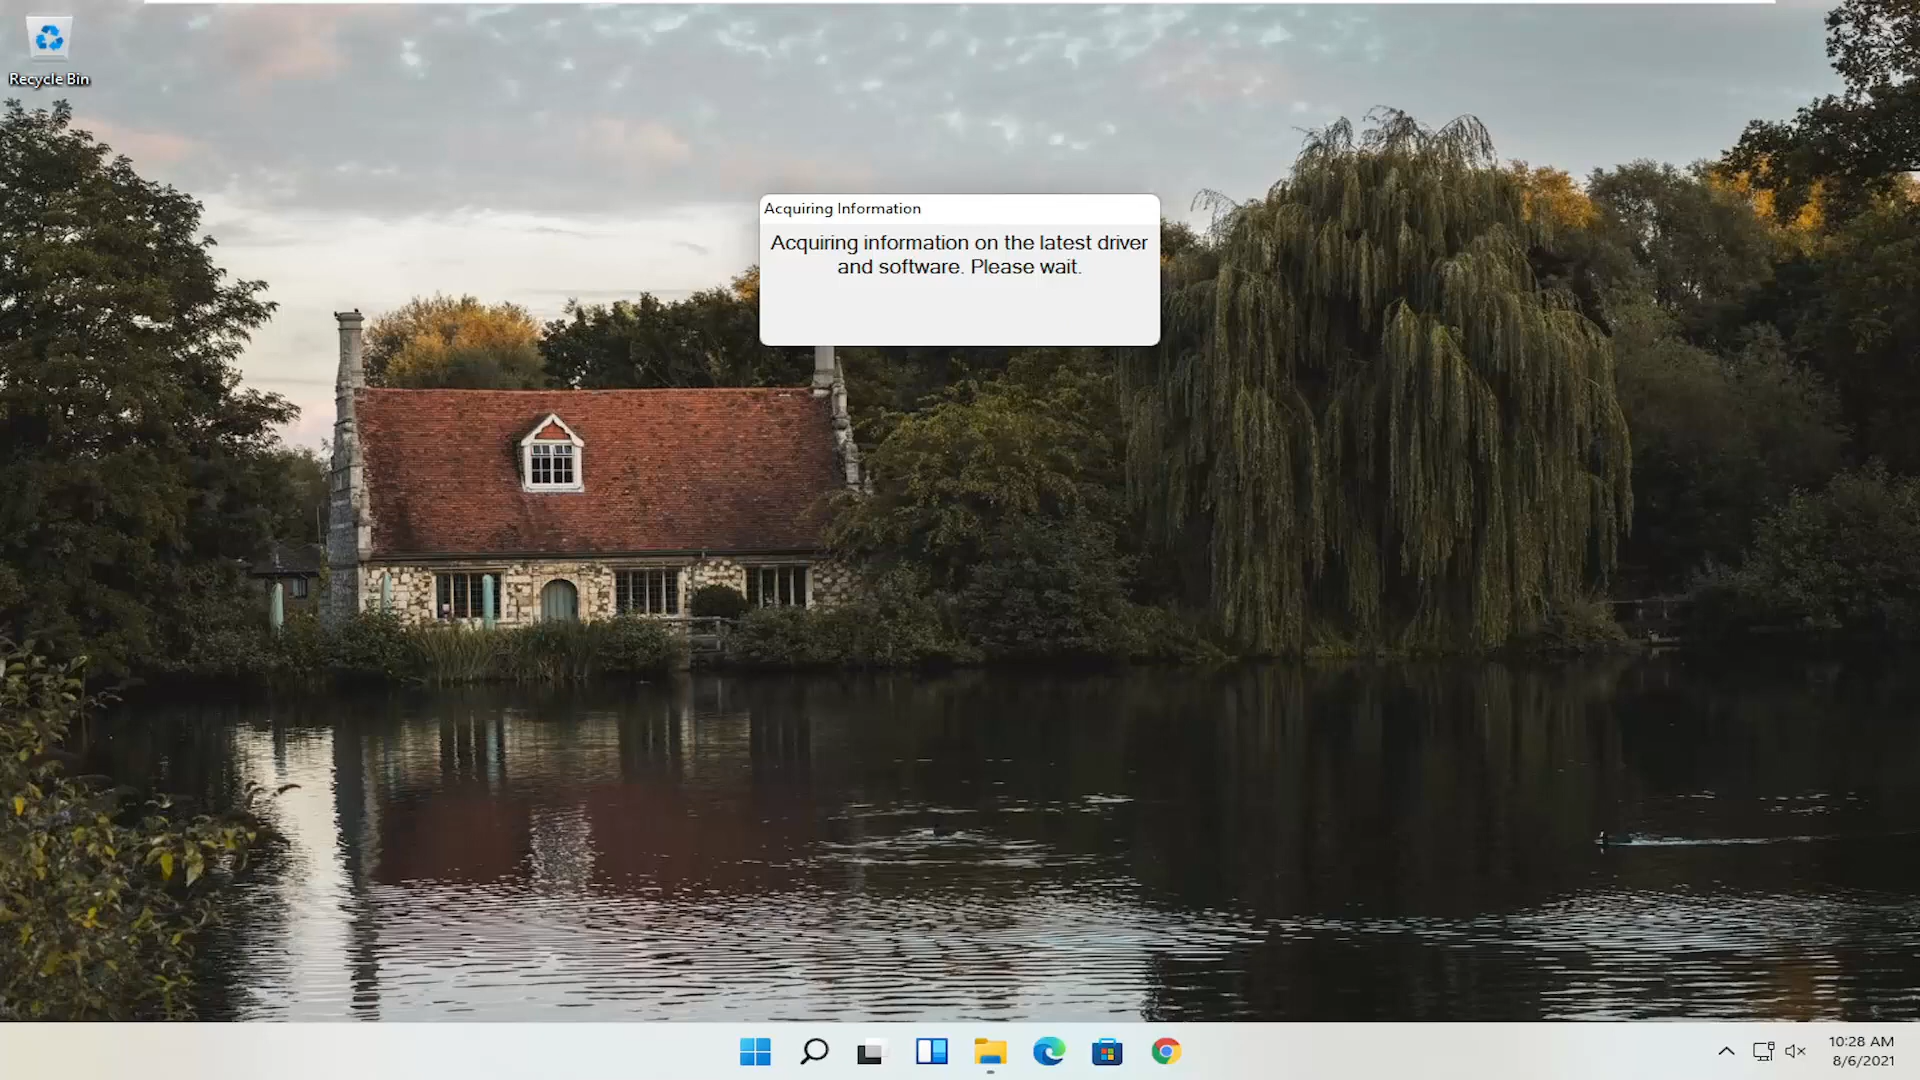 Recycle Bin
Acquiring Information
Acquiring information on the latest driver
and software. Please wait.
10:28 AM
8/6/2021